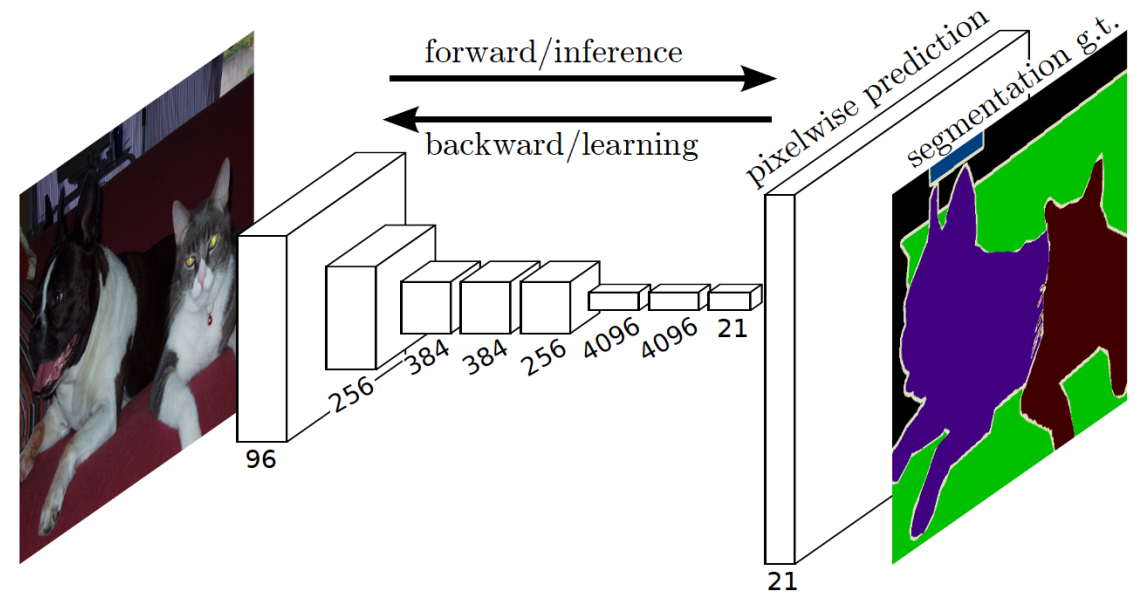 forward/inference
backward/learning
pixelwise prediction
segmentation g.t.
96
256
384
384
256
4096
4096
21
21